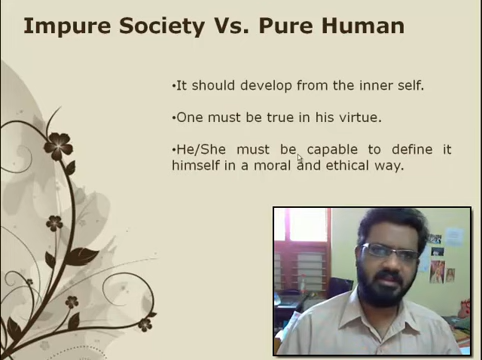 Impure Society Vs. Pure Human
•It should develop from the inner self.
•One must be true in his virtue.
•He/She must be capable to define it
himself in a moral and ethical way.